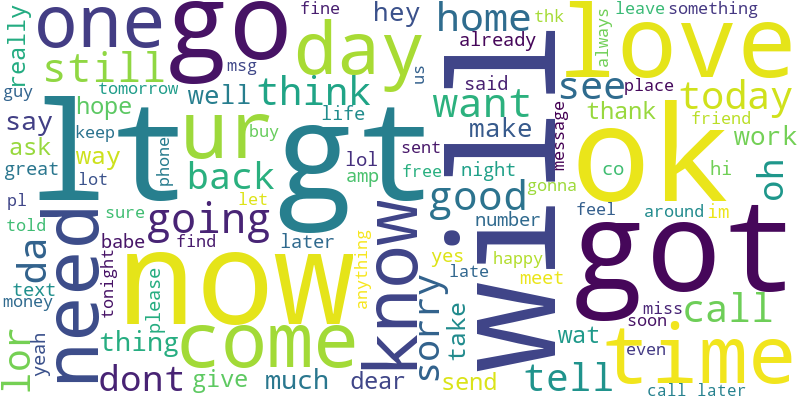 one
go
fine
hey
home
thk
leave
something
really
day
love
always
already
still
msg
us
guy
tomorrow
well
think
said
see
place
today
want
hope
life
make
thank
friend
say
lt
ur
gt
will
ok
keep
buy
message
work
ask
way
phone
lol
sent
great
lot
back
amp
free
night
co
hi
oh
gonna
pl
let
good
need
told
sure
going
know
number
feel
around
im
got
da
babe
find
later
anything
yes
late
happy
meet
text
now
money
tonight
please
sorry
take
miss
call
soon
lor
yeah
thing
come
wat
even
time
dont
give
much
dear
send
tell
call later